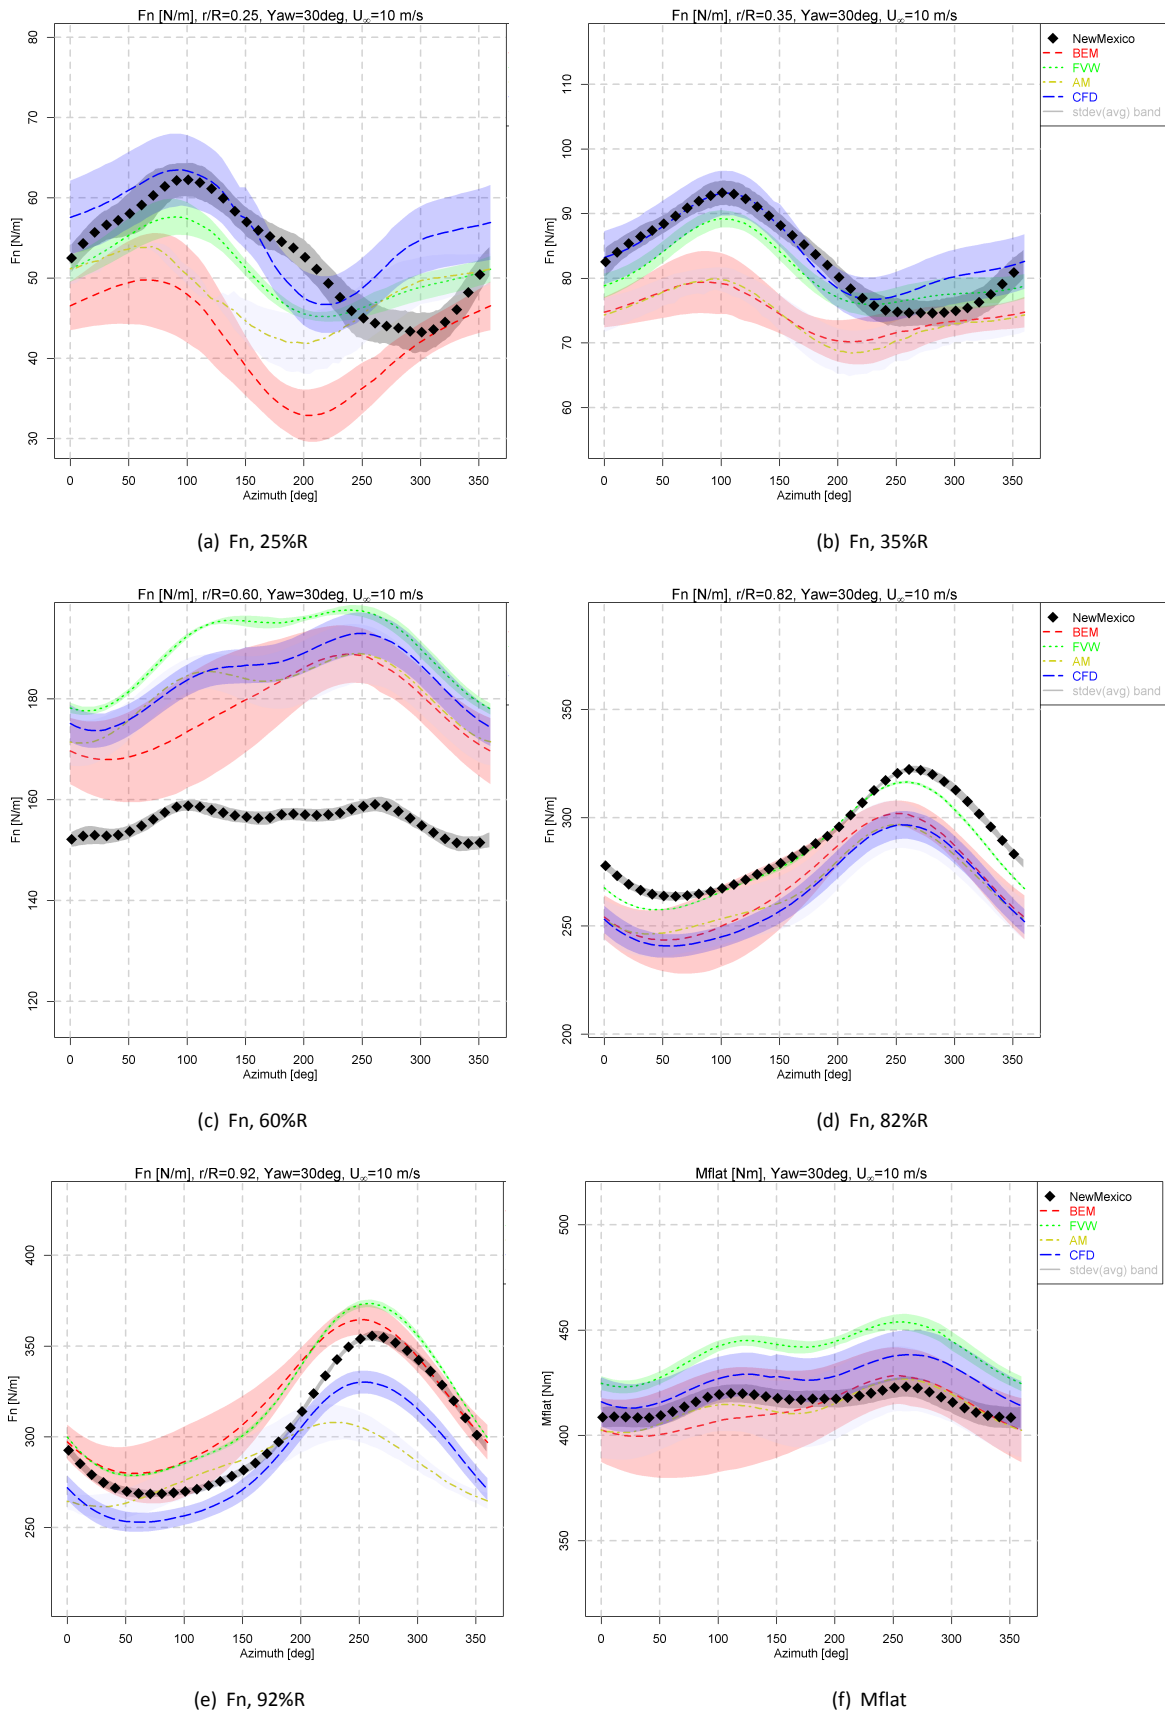 Fn [N/m], r/R=0.25, Yaw=30deg, U∞=10 m/s
Fn [N/m]
80
70
60
50
40
30
0 50 100 150 200 250 300 350
Azimuth [deg]
(a) Fn, 25%R
Fn [N/m], r/R=0.35, Yaw=30deg, U∞=10 m/s
Fn [N/m]
110
100
90
80
70
60
0 50 100 150 200 250 300 350
Azimuth [deg]
NewMexico
BEM
FVW
AM
CFD
stdev(avg) band
(b) Fn, 35%R
Fn [N/m], r/R=0.60, Yaw=30deg, U∞=10 m/s
Fn [N/m]
180
160
140
120
0 50 100 150 200 250 300 350
Azimuth [deg]
(c) Fn, 60%R
Fn [N/m], r/R=0.82, Yaw=30deg, U∞=10 m/s
Fn [N/m]
350
300
250
200
0 50 100 150 200 250 300 350
Azimuth [deg]
NewMexico
BEM
FVW
AM
CFD
stdev(avg) band
(d) Fn, 82%R
Fn [N/m], r/R=0.92, Yaw=30deg, U∞=10 m/s
Fn [N/m]
400
350
300
250
0 50 100 150 200 250 300 350
Azimuth [deg]
(e) Fn, 92%R
Mflat [Nm], Yaw=30deg, U∞=10 m/s
Mflat [Nm]
500
450
400
350
0 50 100 150 200 250 300 350
Azimuth [deg]
NewMexico
BEM
FVW
AM
CFD
stdev(avg) band
(f) Mflat